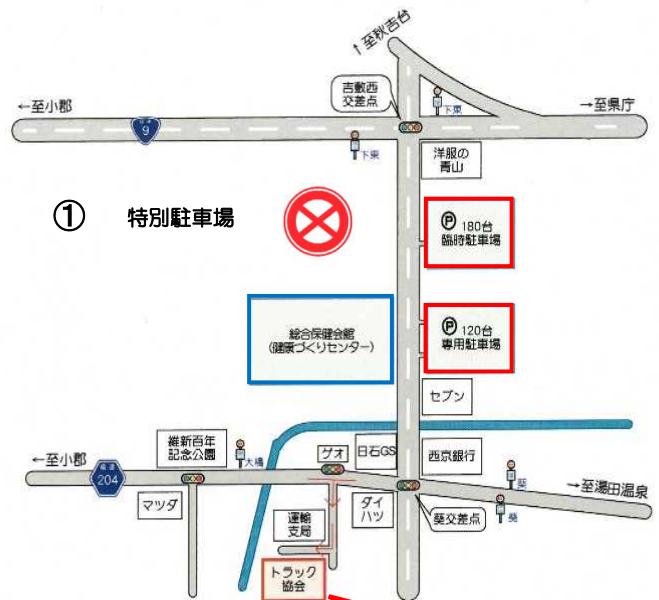 ↑至秋吉台
吉敷西
交差点
←至小郡
→至県庁
9
下東
下東
洋服の
青山
① 特別駐車場
Ⓟ 180台
臨時駐車場
総合保健会館
(健康づくりセンター)
Ⓟ 120台
専用駐車場
セブン
維新百年
記念公園
←至小郡
大橋
ゲオ
日石GS
西京銀行
県道
204
葵
→至湯田温泉
マツダ
運輸
支局
ダイ
ハツ
葵交差点
葵
トラック
協会